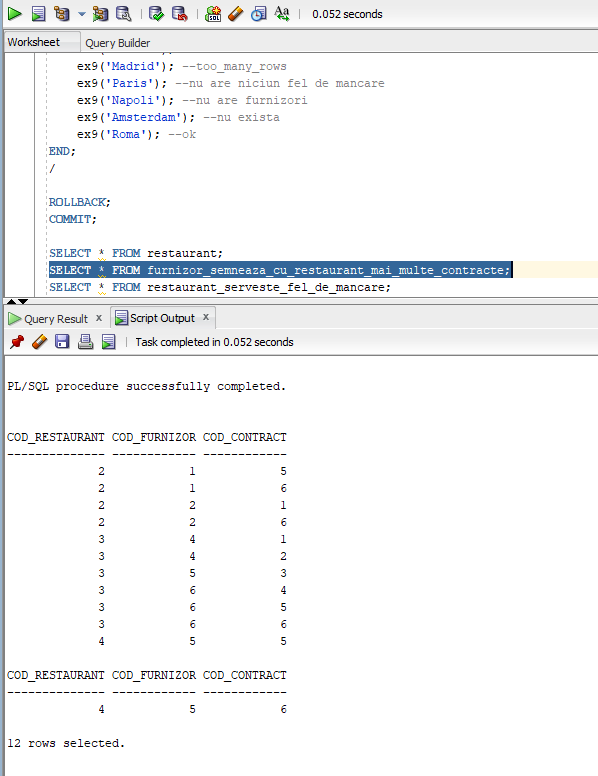 0.052 seconds
Worksheet Query Builder
ex9('Madrid'); --too_many_rows
ex9('Paris'); --nu are niciun fel de mancare
ex9('Napoli'); --nu are furnizori
ex9('Amsterdam'); --nu exista
ex9('Roma'); --ok
END;
/
ROLLBACK;
COMMIT;
SELECT * FROM restaurant;
SELECT * FROM furnizor_semneaza_cu_restaurant_mai_multe_contracte;
SELECT * FROM restaurant_serveste_fel_de_mancare;
Query Result x Script Output x
Task completed in 0.052 seconds
PL/SQL procedure successfully completed.
COD_RESTAURANT COD_FURNIZOR COD_CONTRACT
-------------- ------------ ------------
2 1 5
2 1 6
2 2 1
2 2 6
3 4 1
3 4 2
3 5 3
3 6 4
3 6 5
3 6 6
4 5 5
COD_RESTAURANT COD_FURNIZOR COD_CONTRACT
-------------- ------------ ------------
4 5 6
12 rows selected.